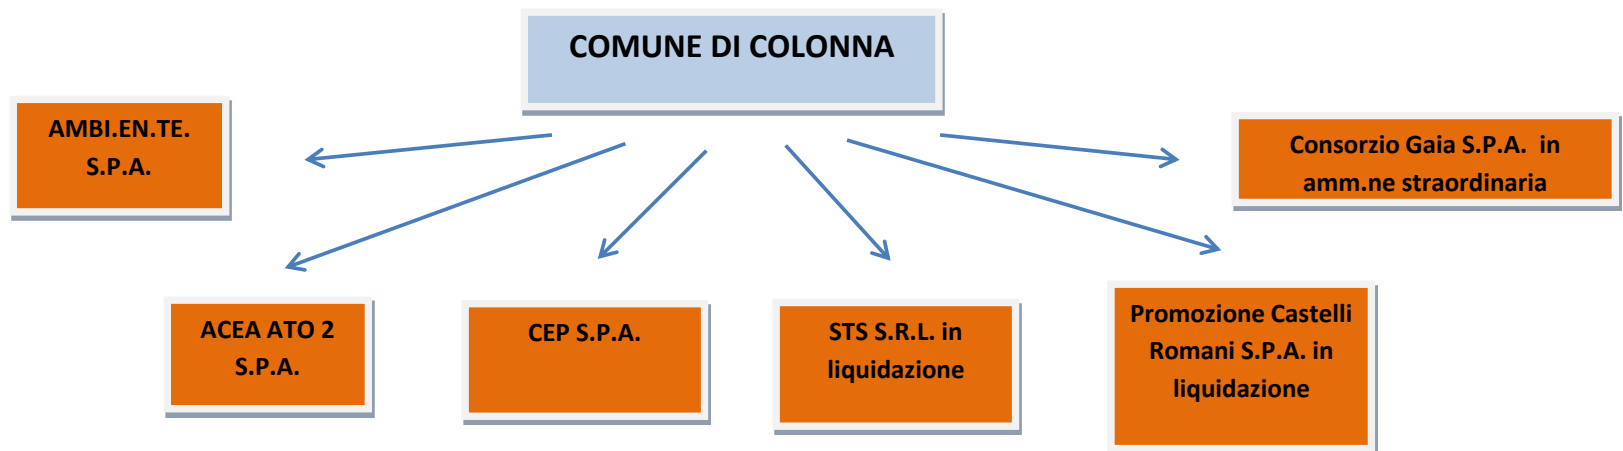 COMUNE DI COLONNA
AMBI.EN.TE.
S.P.A.
Consorzio Gaia S.P.A. in
amm.ne straordinaria
ACEA ATO 2
S.P.A.
CEP S.P.A.
STS S.R.L. in
liquidazione
Promozione Castelli
Romani S.P.A. in
liquidazione